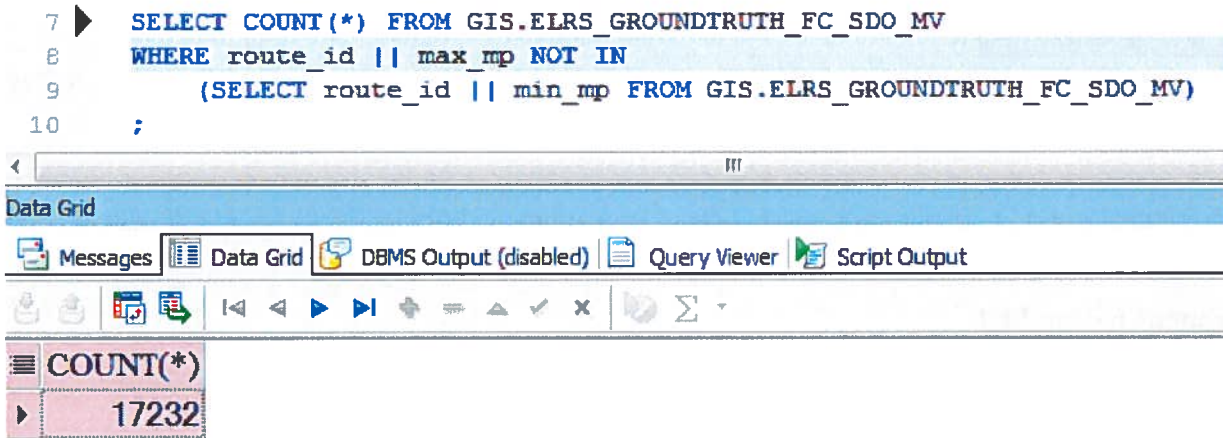 7 SELECT COUNT(*) FROM GIS.ELRS_GROUNDTRUTH_FC_SDO_MV
8 WHERE route_id || max_mp NOT IN
9 (SELECT route_id || min_mp FROM GIS.ELRS_GROUNDTRUTH_FC_SDO_MV)
10 ;
Data Grid
Messages Data Grid DBMS Output (disabled) Query Viewer Script Output
COUNT(*)
17232